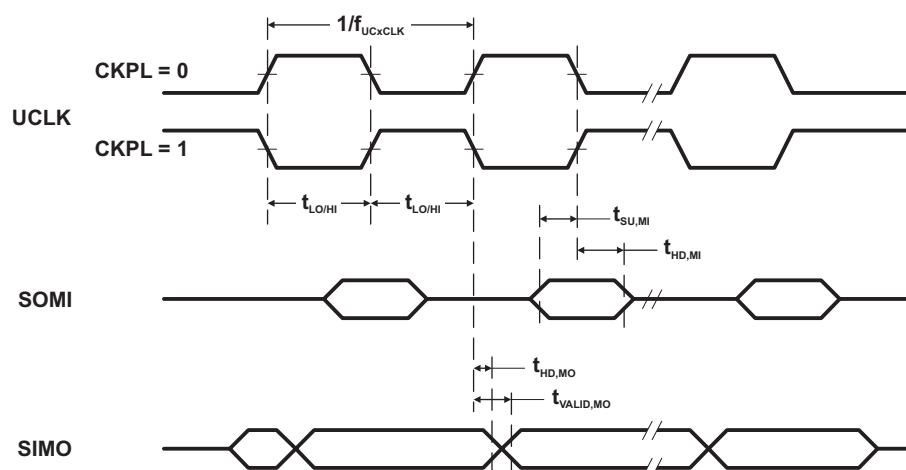 1/fUCxCLK
CKPL = 0
UCLK
CKPL = 1
tLO/HI tLO/HI
tSU,MI
tHD,MI
SOMI
tHD,MO
tVALID,MO
SIMO